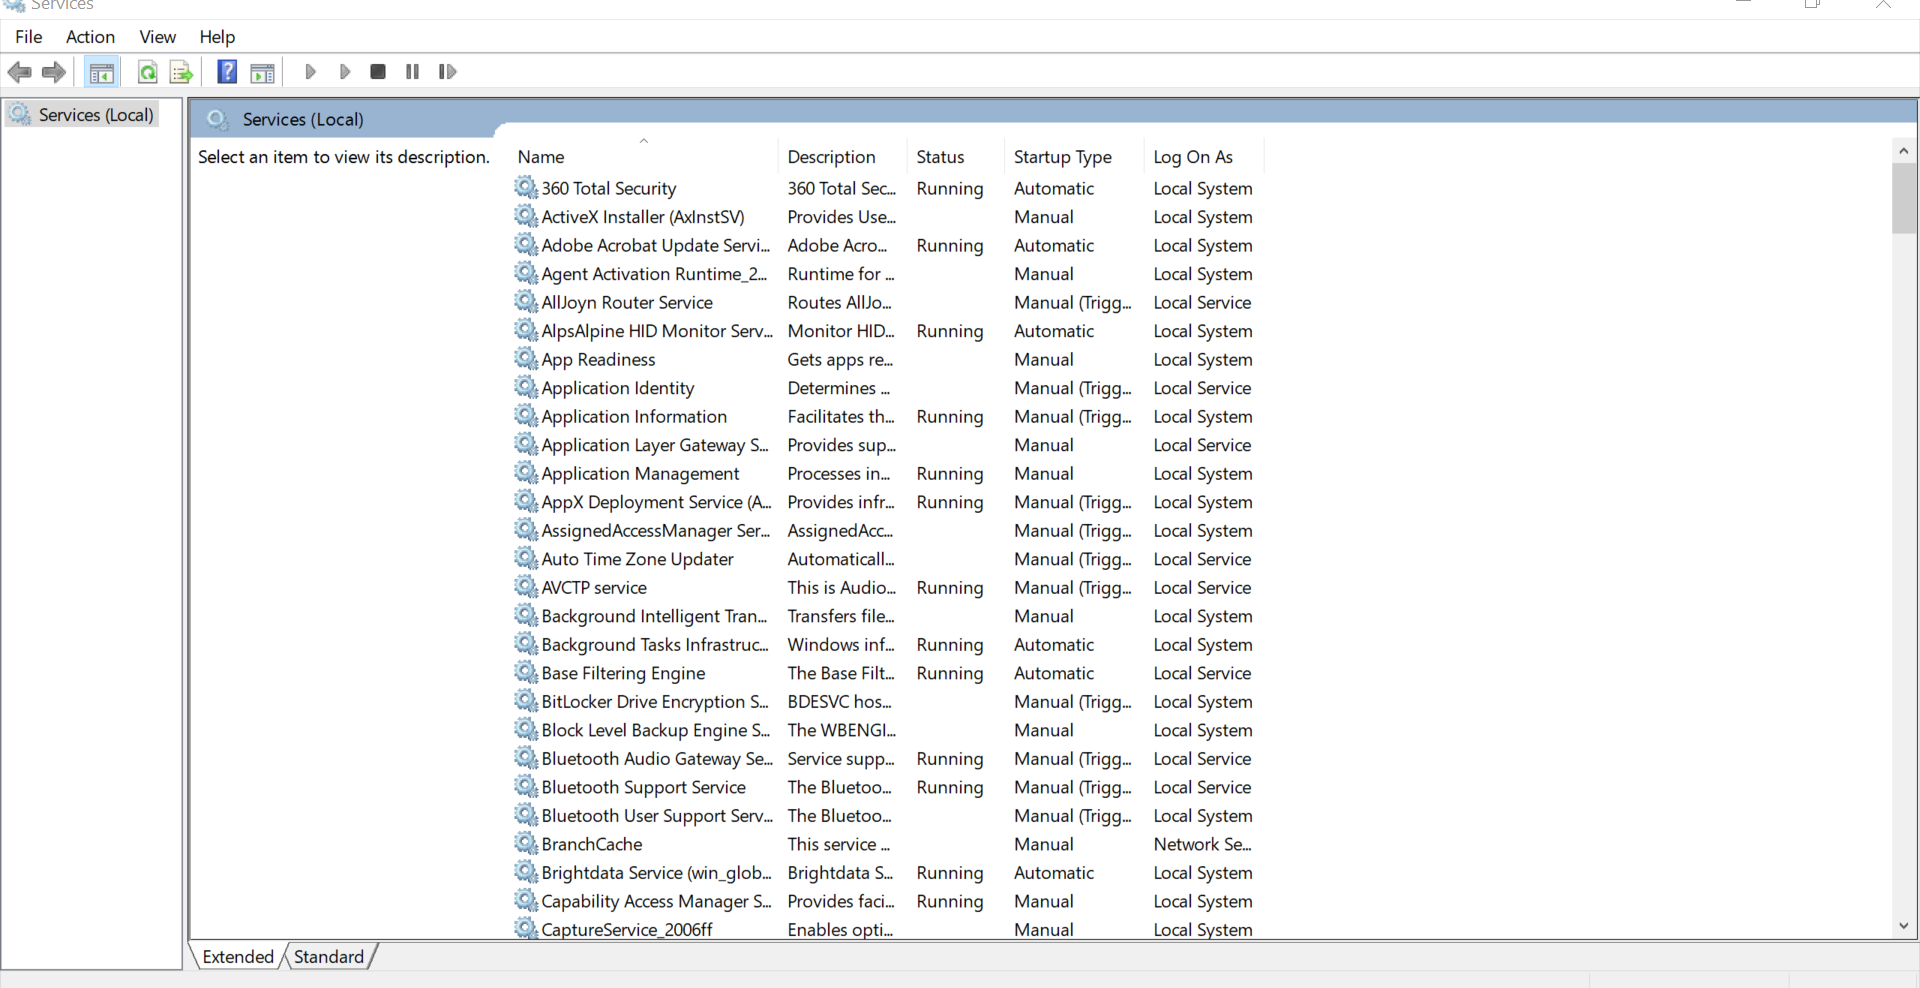 Services
File Action View Help
Services (Local)
Services (Local)
Select an item to view its description.
Name Description Status Startup Type Log On As
360 Total Security 360 Total Sec... Running Automatic Local System
ActiveX Installer (AxInstSV) Provides Use... Manual Local System
Adobe Acrobat Update Servi... Adobe Acro... Running Automatic Local System
Agent Activation Runtime_2... Runtime for ... Manual Local System
AllJoyn Router Service Routes AllJo... Manual (Trigg... Local Service
AlpsAlpine HID Monitor Serv... Monitor HID... Running Automatic Local System
App Readiness Gets apps re... Manual Local System
Application Identity Determines ... Manual (Trigg... Local Service
Application Information Facilitates th... Running Manual (Trigg... Local System
Application Layer Gateway S... Provides sup... Manual Local Service
Application Management Processes in... Running Manual Local System
AppX Deployment Service (A... Provides infr... Running Manual (Trigg... Local System
AssignedAccessManager Ser... AssignedAcc... Manual (Trigg... Local System
Auto Time Zone Updater Automaticall... Manual (Trigg... Local Service
AVCTP service This is Audio... Running Manual (Trigg... Local Service
Background Intelligent Tran... Transfers file... Manual Local System
Background Tasks Infrastruc... Windows inf... Running Automatic Local System
Base Filtering Engine The Base Filt... Running Automatic Local Service
BitLocker Drive Encryption S... BDESVC hos... Manual (Trigg... Local System
Block Level Backup Engine S... The WBENGI... Manual Local System
Bluetooth Audio Gateway Se... Service supp... Running Manual (Trigg... Local Service
Bluetooth Support Service The Bluetoo... Running Manual (Trigg... Local Service
Bluetooth User Support Serv... The Bluetoo... Manual (Trigg... Local System
BranchCache This service ... Manual Network Se...
Brightdata Service (win_glob... Brightdata S... Running Automatic Local System
Capability Access Manager S... Provides faci... Running Manual Local System
CaptureService_2006ff Enables opti... Manual Local System
Extended Standard